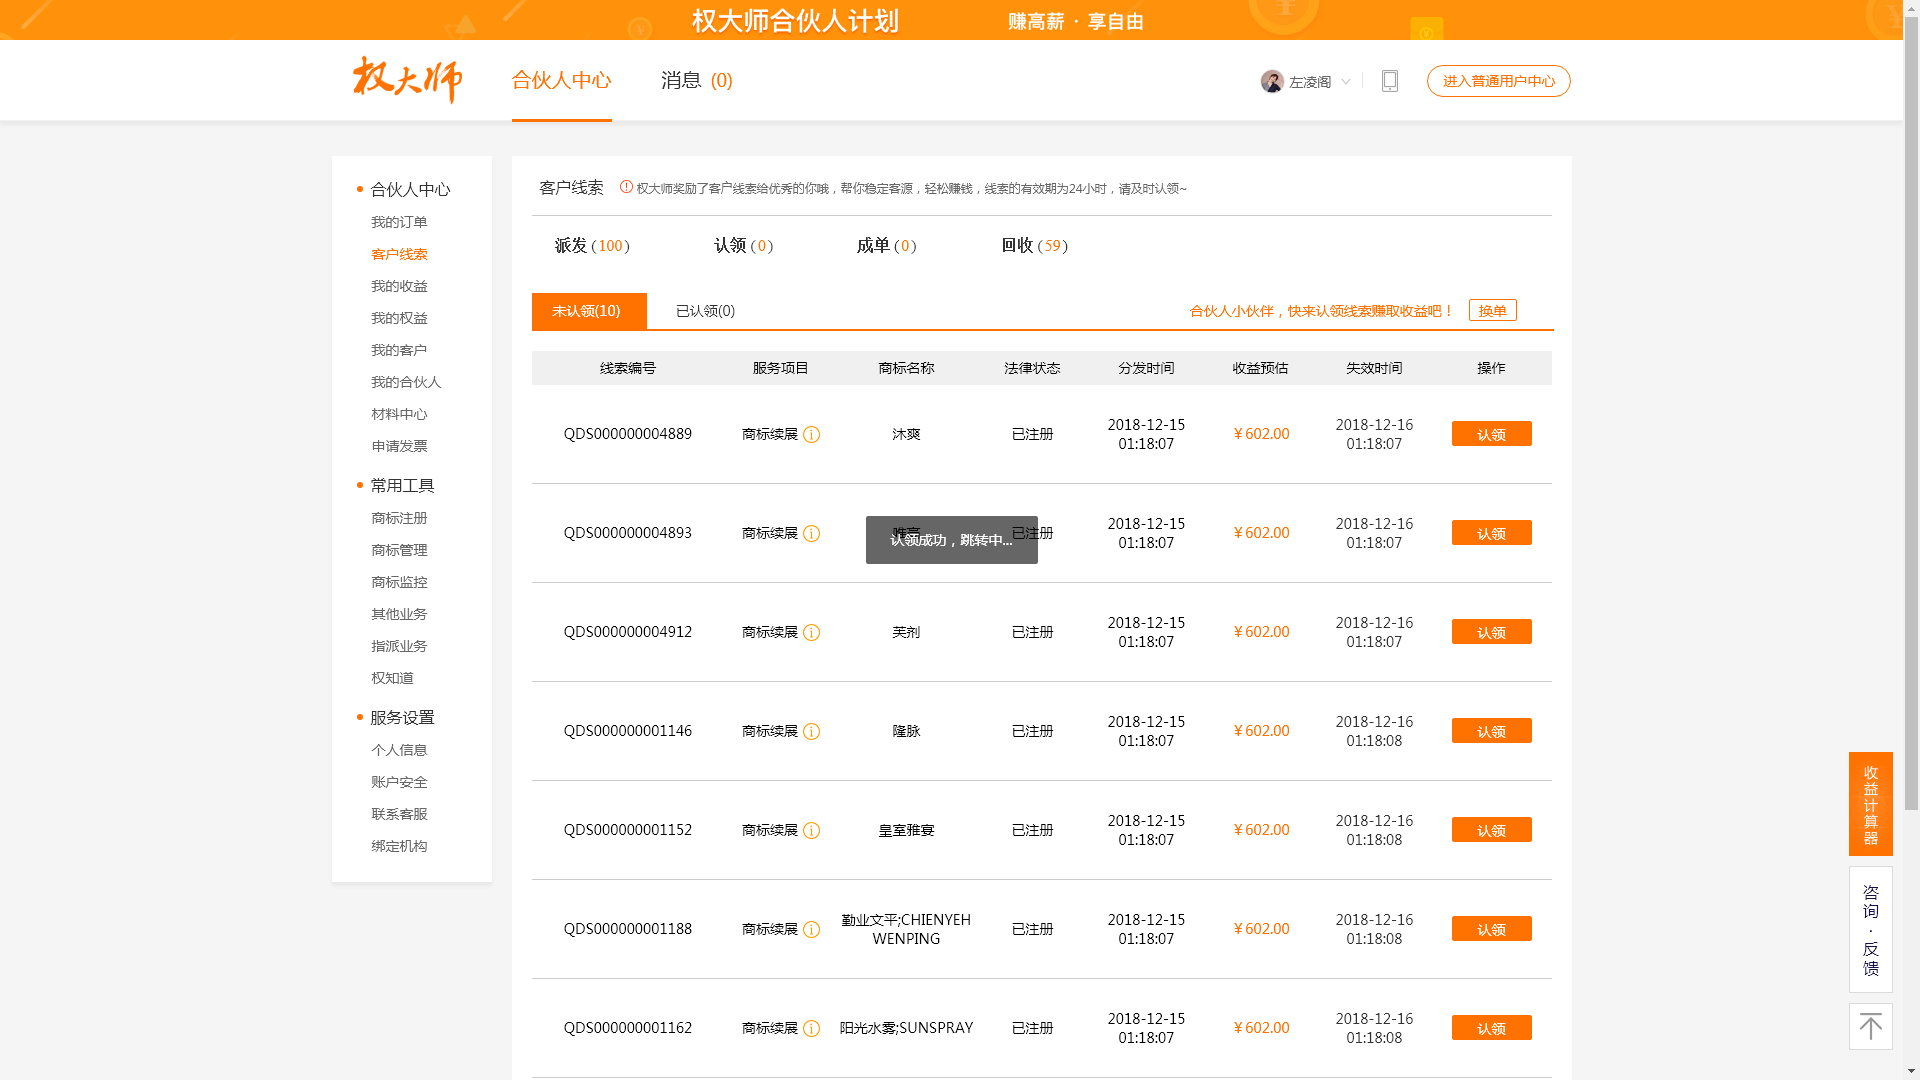 权大师合伙人计划 赚高薪 · 享自由
权大师 合伙人中心 消息 (0) 左凌阁 进入普通用户中心
合伙人中心
我的订单
客户线索
我的收益
我的权益
我的客户
我的合伙人
材料中心
申请发票
常用工具
商标注册
商标管理
商标监控
其他业务
指派业务
权知道
服务设置
个人信息
账户安全
联系客服
绑定机构
客户线索 权大师奖励了客户线索给优秀的你哦，帮你稳定客源，轻松赚钱，线索的有效期为24小时，请及时认领~
派发 (100) 认领 (0) 成单 (0) 回收 (59)
未认领(10) 已认领(0) 合伙人小伙伴，快来认领线索赚取收益吧！ 换单
线索编号 服务项目 商标名称 法律状态 分发时间 收益预估 失效时间 操作
QDS000000004889 商标续展 沐爽 已注册 2018-12-15 01:18:07 ￥602.00 2018-12-16 01:18:07 认领
QDS000000004893 商标续展 已注册 2018-12-15 01:18:07 ￥602.00 2018-12-16 01:18:07 认领
认领成功，跳转中...
QDS000000004912 商标续展 芙剂 已注册 2018-12-15 01:18:07 ￥602.00 2018-12-16 01:18:07 认领
QDS000000001146 商标续展 隆脉 已注册 2018-12-15 01:18:07 ￥602.00 2018-12-16 01:18:08 认领
QDS000000001152 商标续展 皇室雅宴 已注册 2018-12-15 01:18:07 ￥602.00 2018-12-16 01:18:08 认领
QDS000000001188 商标续展 勤业文平;CHIENYEH WENPING 已注册 2018-12-15 01:18:07 ￥602.00 2018-12-16 01:18:08 认领
QDS000000001162 商标续展 阳光水雾;SUNSPRAY 已注册 2018-12-15 01:18:07 ￥602.00 2018-12-16 01:18:08 认领
收益计算器
咨询·反馈